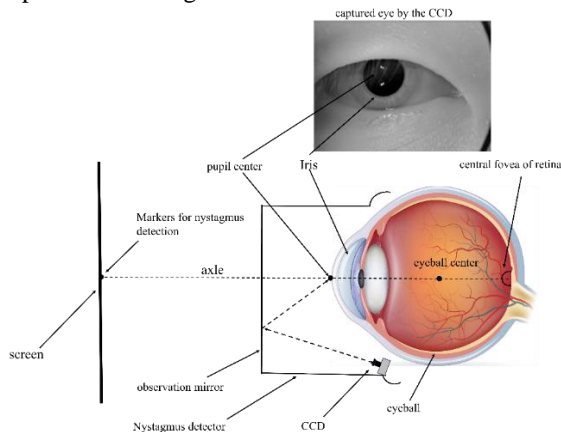 captured eye by the CCD
pupil center
Iris
central fovea of retina
Markers for nystagmus
detection
axle
eyeball center
screen
observation mirror
CCD
eyeball
Nystagmus detector